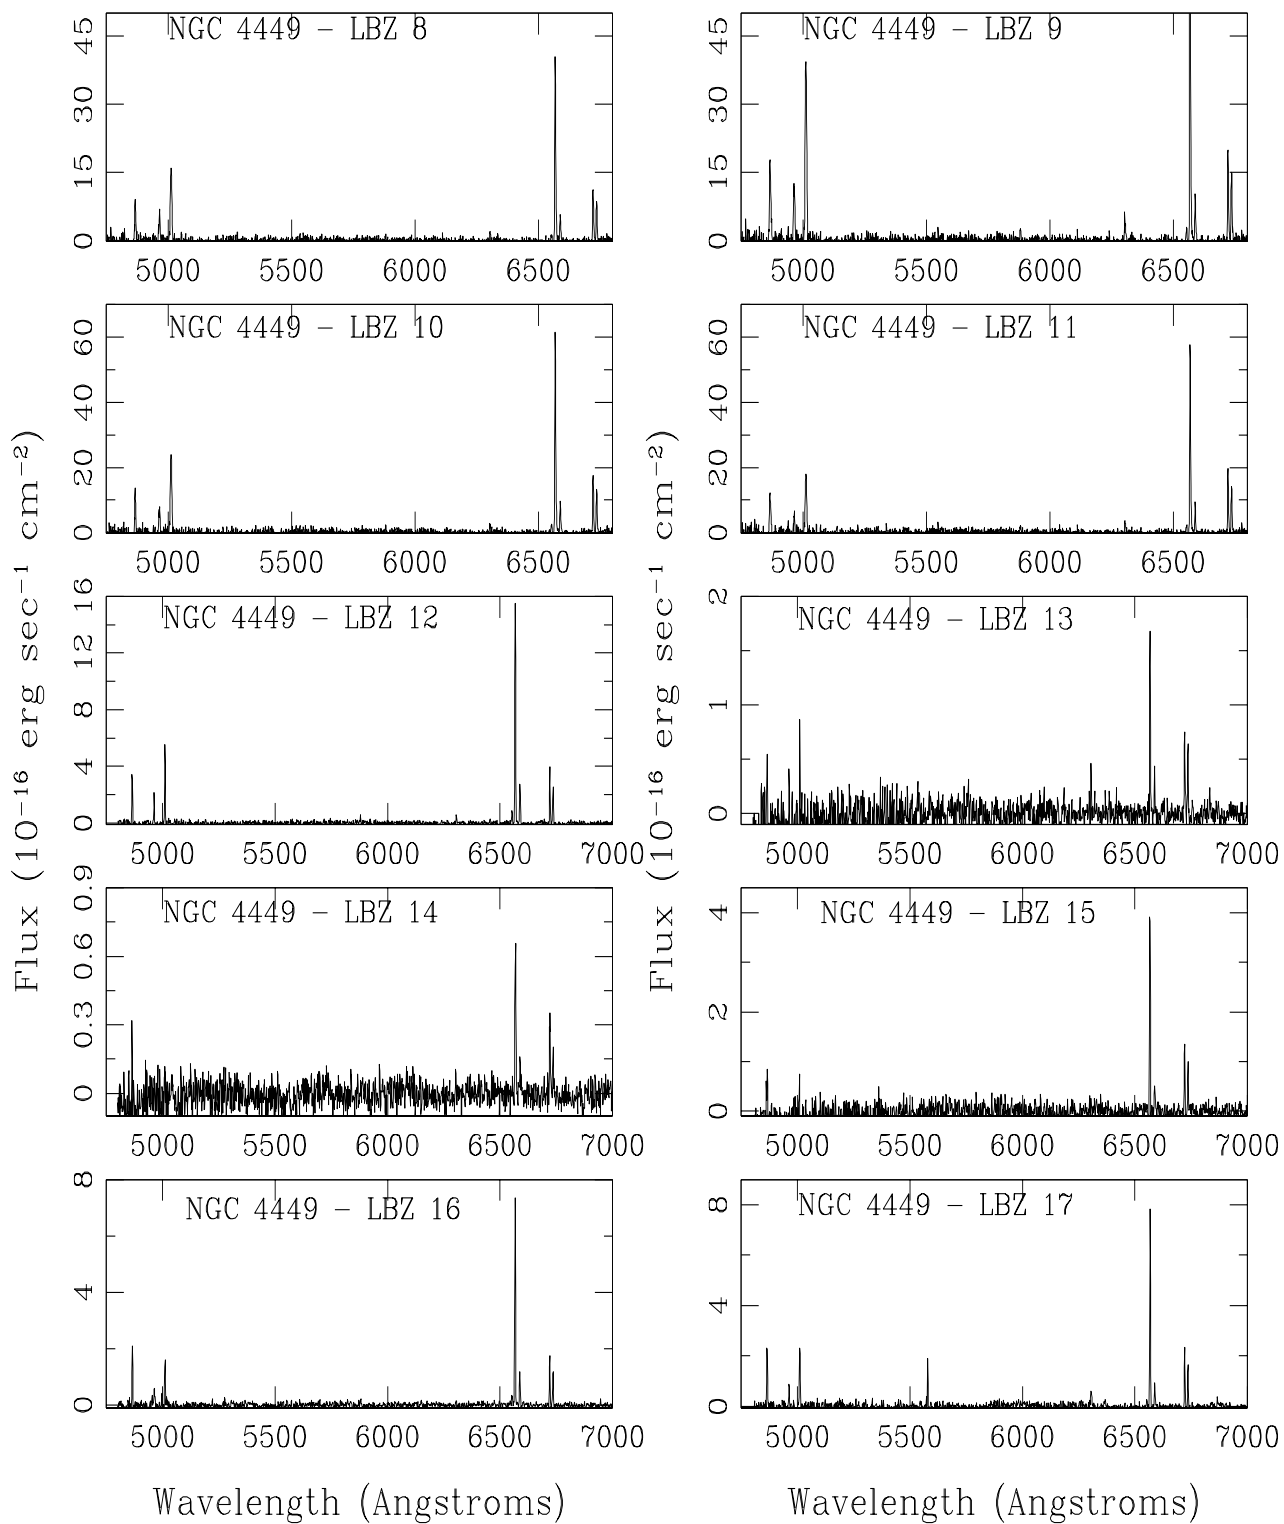 NGC 4449 − LBZ 8
45
30
15
0
5000 5500 6000 6500
NGC 4449 − LBZ 9
45
30
15
0
5000 5500 6000 6500
NGC 4449 − LBZ 10
60
40
20
0
5000 5500 6000 6500
NGC 4449 − LBZ 11
60
40
20
0
5000 5500 6000 6500
NGC 4449 − LBZ 12
16
12
8
4
0
5000 5500 6000 6500 7000
NGC 4449 − LBZ 13
2
1
0
5000 5500 6000 6500 7000
NGC 4449 − LBZ 14
0.9
0.6
0.3
0
5000 5500 6000 6500 7000
NGC 4449 − LBZ 15
4
2
0
5000 5500 6000 6500 7000
NGC 4449 − LBZ 16
8
4
0
5000 5500 6000 6500 7000
NGC 4449 − LBZ 17
8
4
0
5000 5500 6000 6500 7000
Flux (10⁻¹⁶ erg sec⁻¹ cm⁻²)
Flux (10⁻¹⁶ erg sec⁻¹ cm⁻²)
Wavelength (Angstroms)
Wavelength (Angstroms)